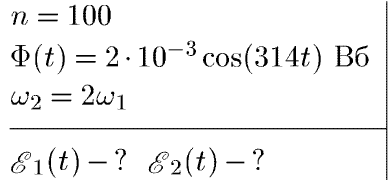 n = 100
Φ(t) = 2 · 10⁻³ cos(314t) Вб
ω₂ = 2ω₁
ℰ₁(t) – ? ℰ₂(t) – ?